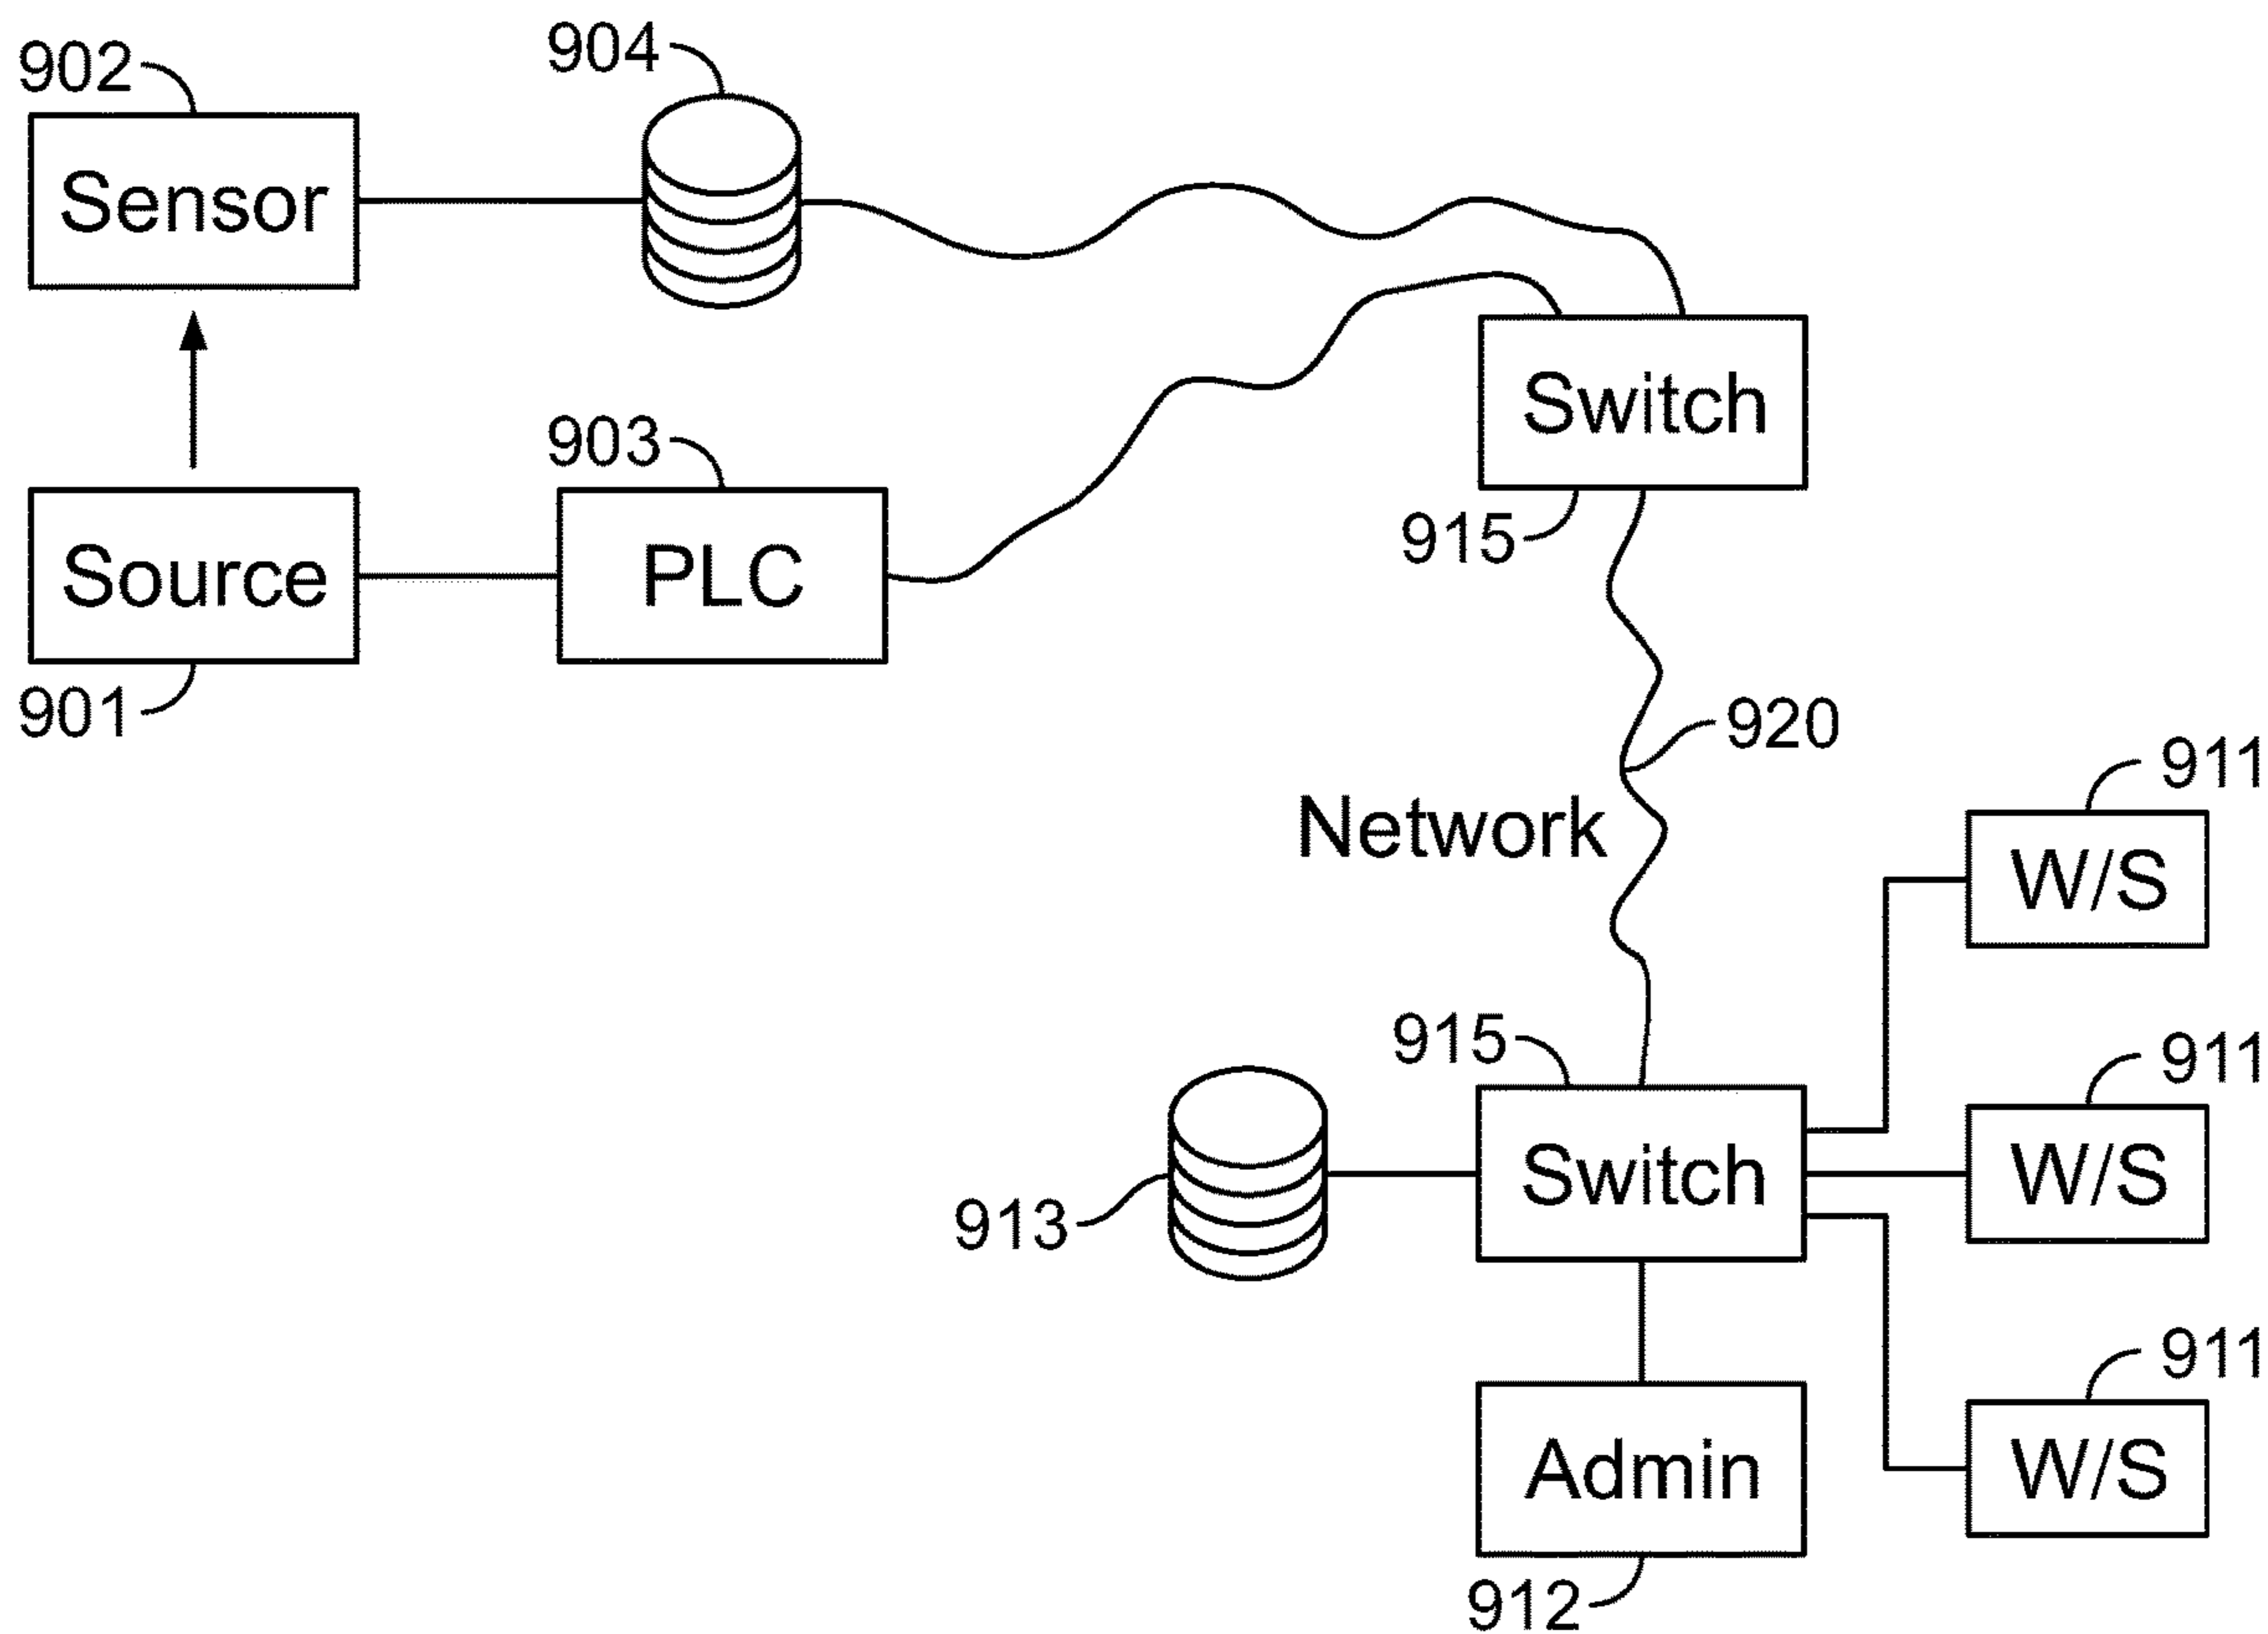 902
904
Sensor
Switch
903
915
Source
PLC
901
920
911
Network
W/S
915
911
913
Switch
W/S
911
Admin
W/S
912